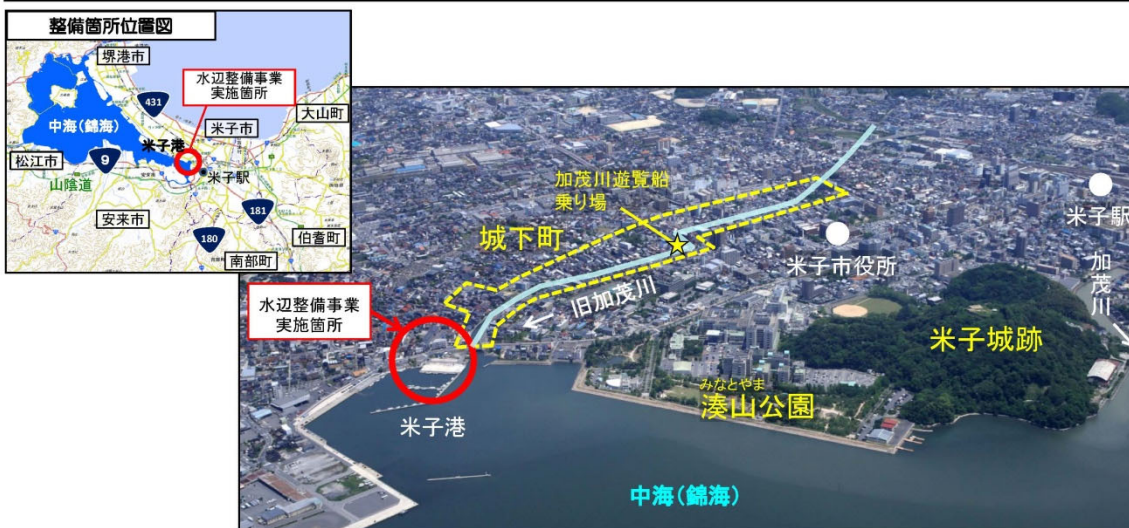 整備箇所位置図
堺港市
水辺整備事業
実施箇所
431
大山町
中海(錦海)
米子市
米子港
松江市
9
米子駅
山陰道
安来市
181
180
伯耆町
南部町
加茂川遊覧船
乗り場
城下町
米子駅
米子市役所
加茂川
旧加茂川
水辺整備事業
実施箇所
米子城跡
みなとやま
湊山公園
米子港
中海(錦海)